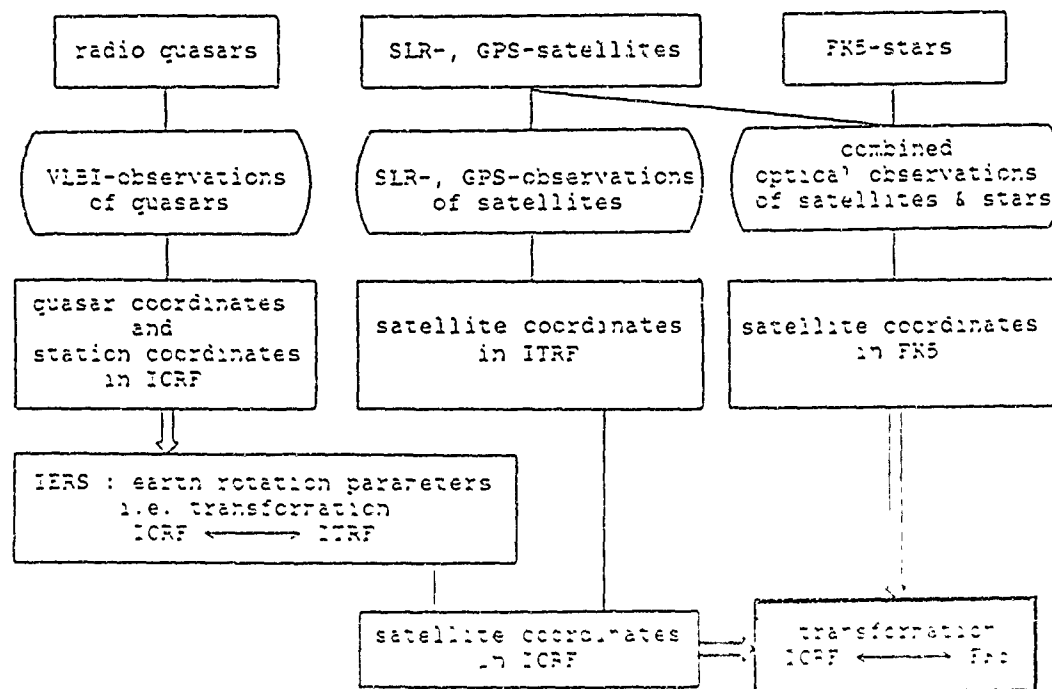 radio quasars
SLR-, GPS-satellites
FK5-stars
VLBI-observations
of quasars
SLR-, GPS-observations
of satellites
combined
optical observations
of satellites & stars
quasar coordinates
and
station coordinates
in ICRF
satellite coordinates
in ITRF
satellite coordinates
in FK5
IERS : earth rotation parameters
i.e. transformation
ICRF ⟷ ITRF
satellite coordinates
in ICRF
transformation
ICRF ⟷ FK5